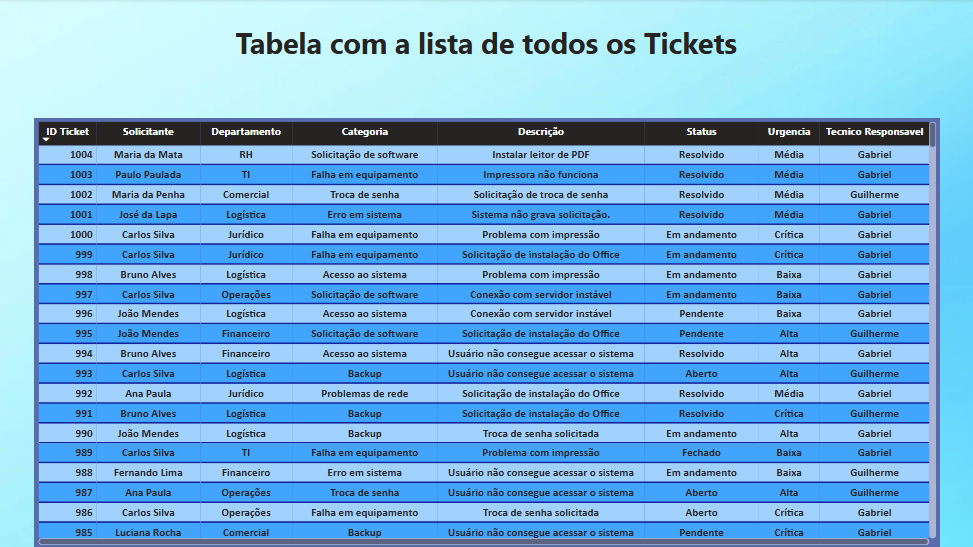 Tabela com a lista de todos os Tickets
ID Ticket Solicitante Departamento Categoria Descrição Status Urgencia Tecnico Responsavel
1004 Maria da Mata RH Solicitação de software Instalar leitor de PDF Resolvido Média Gabriel
1003 Paulo Paulada TI Falha em equipamento Impressora não funciona Resolvido Média Gabriel
1002 Maria da Penha Comercial Troca de senha Solicitação de troca de senha Resolvido Média Guilherme
1001 José da Lapa Logística Erro em sistema Sistema não grava solicitação. Resolvido Média Gabriel
1000 Carlos Silva Jurídico Falha em equipamento Problema com impressão Em andamento Crítica Gabriel
999 Carlos Silva Jurídico Falha em equipamento Solicitação de instalação do Office Em andamento Crítica Gabriel
998 Bruno Alves Logística Acesso ao sistema Problema com impressão Em andamento Baixa Gabriel
997 Carlos Silva Operações Solicitação de software Conexão com servidor instável Em andamento Baixa Gabriel
996 João Mendes Logística Acesso ao sistema Conexão com servidor instável Pendente Baixa Gabriel
995 João Mendes Financeiro Solicitação de software Solicitação de instalação do Office Pendente Alta Guilherme
994 Bruno Alves Financeiro Acesso ao sistema Usuário não consegue acessar o sistema Resolvido Alta Gabriel
993 Carlos Silva Logística Backup Usuário não consegue acessar o sistema Aberto Alta Guilherme
992 Ana Paula Jurídico Problemas de rede Solicitação de instalação do Office Resolvido Média Gabriel
991 Bruno Alves Logística Backup Solicitação de instalação do Office Resolvido Crítica Guilherme
990 João Mendes Logística Backup Troca de senha solicitada Em andamento Alta Gabriel
989 Carlos Silva TI Falha em equipamento Problema com impressão Fechado Baixa Gabriel
988 Fernando Lima Financeiro Erro em sistema Usuário não consegue acessar o sistema Em andamento Baixa Guilherme
987 Ana Paula Operações Troca de senha Usuário não consegue acessar o sistema Aberto Alta Guilherme
986 Carlos Silva Operações Falha em equipamento Troca de senha solicitada Aberto Crítica Gabriel
985 Luciana Rocha Comercial Backup Usuário não consegue acessar o sistema Pendente Crítica Gabriel